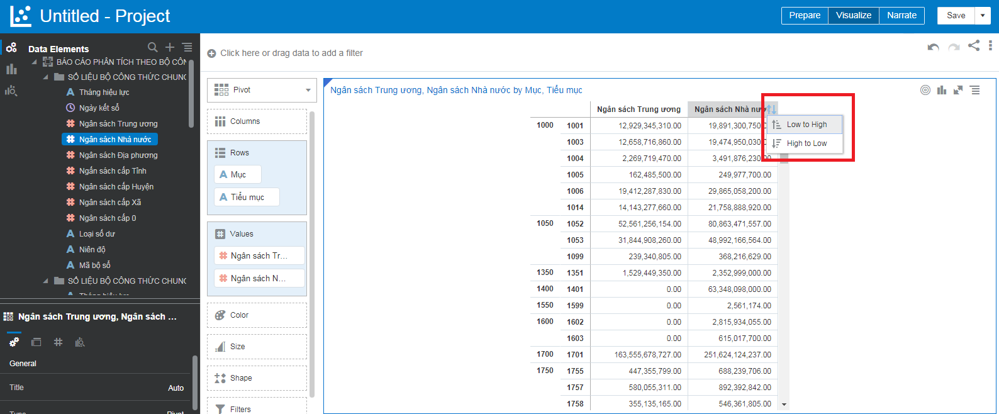 Untitled - Project
Prepare
Visualize
Narrate
Save
Data Elements
BÁO CÁO PHÂN TÍCH THEO BỘ CÔN
SỐ LIỆU BỘ CÔNG THỨC CHUNG
Tháng hiệu lực
Ngày kết sổ
Ngân sách Trung ương
Ngân sách Nhà nước
Ngân sách Địa phương
Ngấn sách cấp Tỉnh
Ngân sách cấp Huyện
Ngân sách cấp Xã
Ngân sách cấp 0
Loại số dư
Niên độ
Mã bộ sổ
SỐ LIỆU BỘ CÔNG THỨC CHUNG
Tháng hiệu lực
Ngân sách Trung ương, Ngân sách ...
General
Title Auto
Type Pivot
Click here or drag data to add a filter
Pivot
Columns
Rows
Mục
Tiểu mục
Values
Ngân sách Tr...
Ngân sách N...
Color
Size
Shape
Filters
Ngân sách Trung ương, Ngân sách Nhà nước by Mục, Tiểu mục
Ngân sách Trung ương Ngân sách Nhà nướ
Low to High
High to Low
1000 1001 12,929,345,310.00 19,891,300,750.
1003 12,658,716,860.00 19,474,950,030.
1004 2,269,719,470.00 3,491,876,230.00
1005 162,485,500.00 249,977,700.00
1006 19,412,287,830.00 29,865,058,200.00
1014 14,143,277,660.00 21,758,888,920.00
1050 1052 52,561,256,154.00 80,863,471,557.00
1053 31,844,908,260.00 48,992,166,564.00
1099 239,340,805.00 368,216,629.00
1350 1351 1,529,449,350.00 2,352,999,000.00
1400 1401 0.00 63,348,098,000.00
1550 1599 0.00 2,561,174.00
1600 1602 0.00 2,815,934,055.00
1603 0.00 615,017,700.00
1700 1701 163,555,678,727.00 251,624,124,237.00
1750 1755 447,355,799.00 688,239,706.00
1757 580,055,311.00 892,392,842.00
1758 355,135,165.00 546,361,805.00